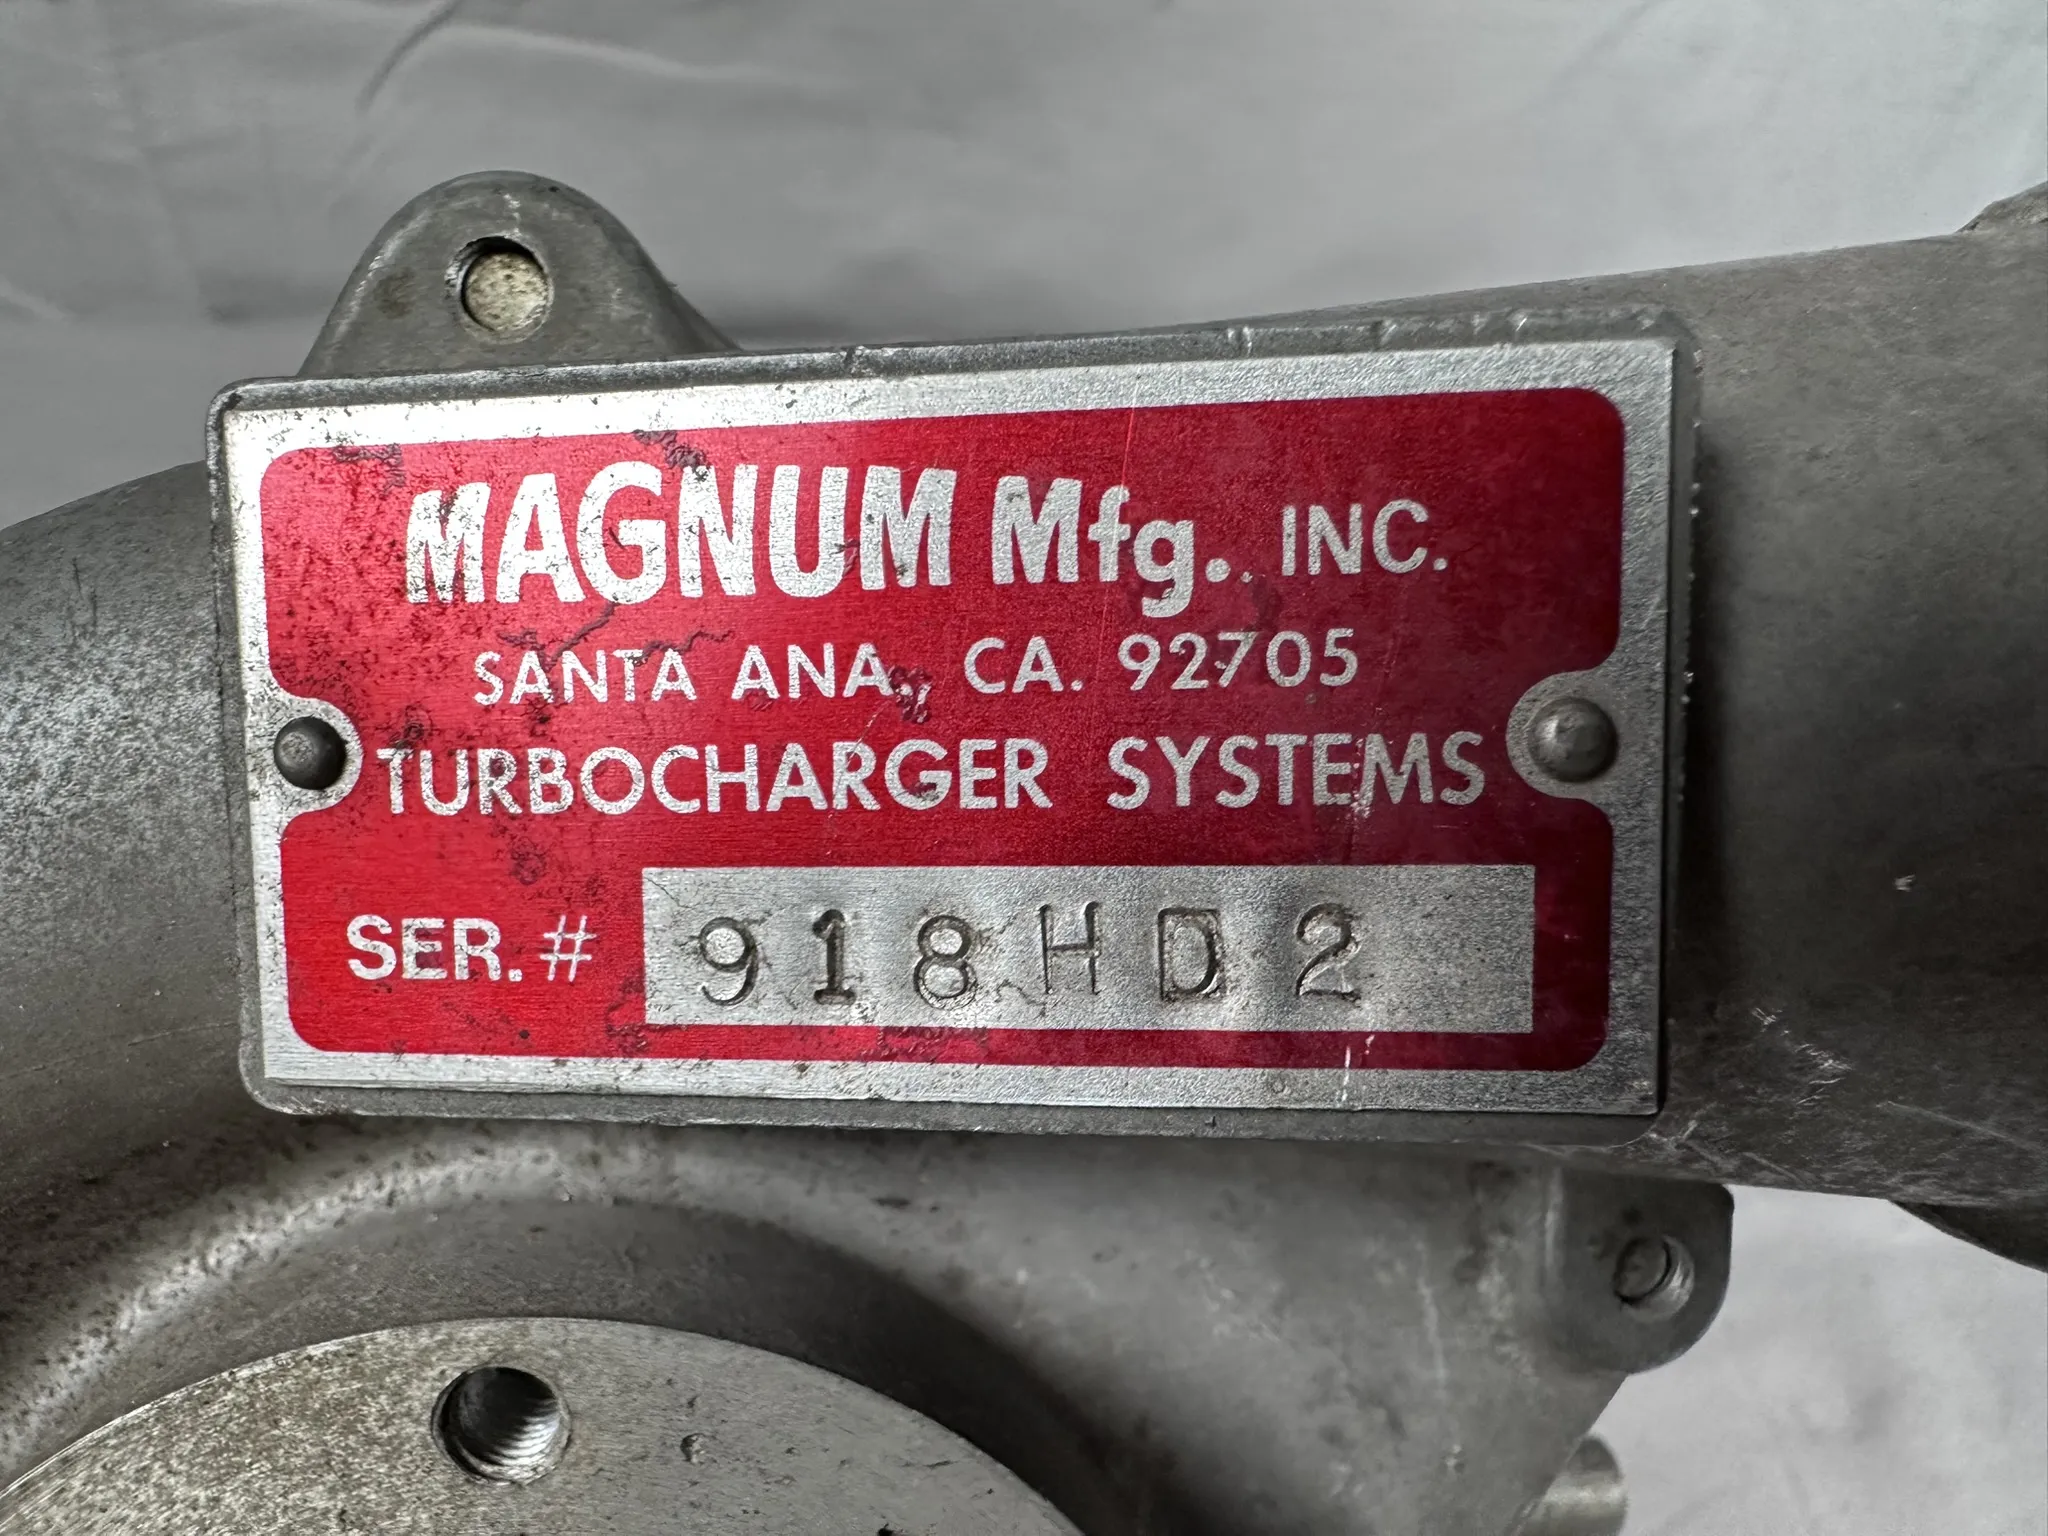 MAGNUM Mfg. INC.
SANTA ANA, CA. 92705
TURBOCHARGER SYSTEMS
SER. # 918HD2